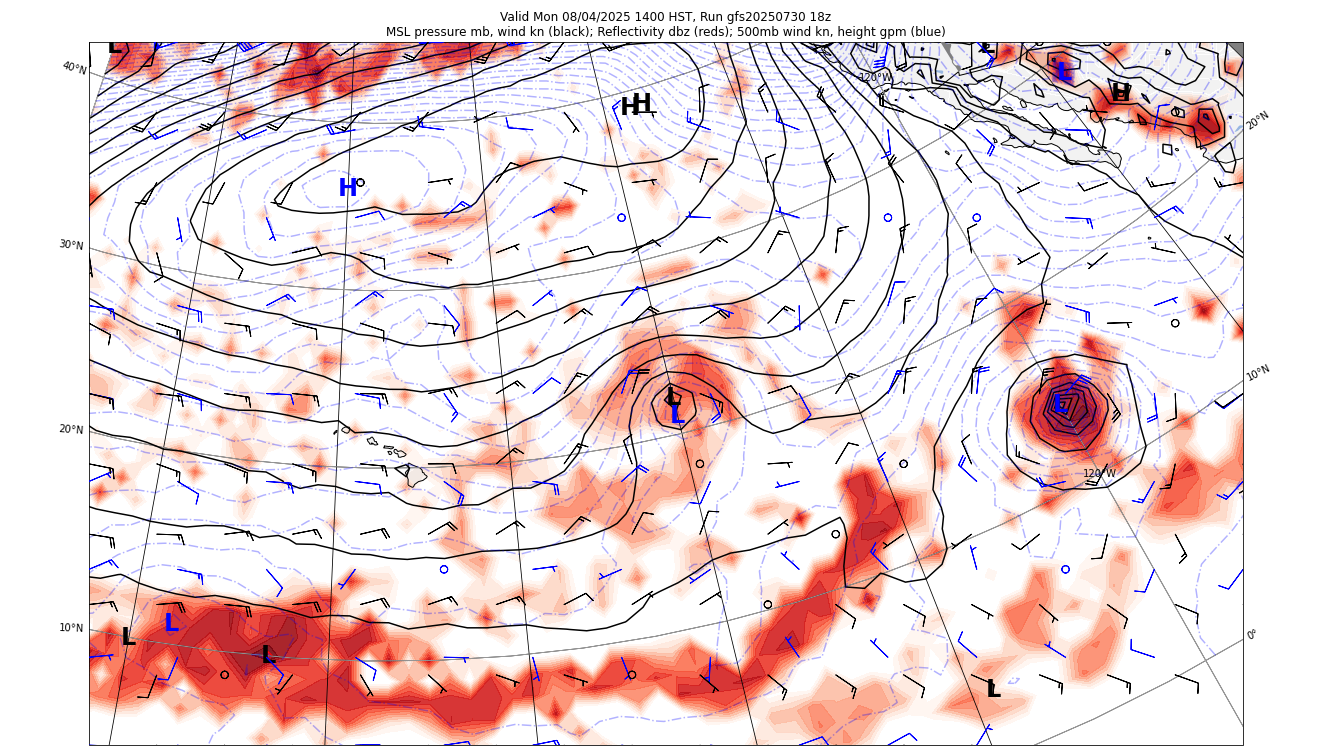 Valid Mon 08/04/2025 1400 HST, Run gfs20250730 18z
MSL pressure mb, wind kn (black); Reflectivity dbz (reds); 500mb wind kn, height gpm (blue)
L
L
L
40°N
120°W
H
H H
20°N
H
30°N
L
L
L
10°N
20°N
120°W
L
L
10°N
L
0°
L